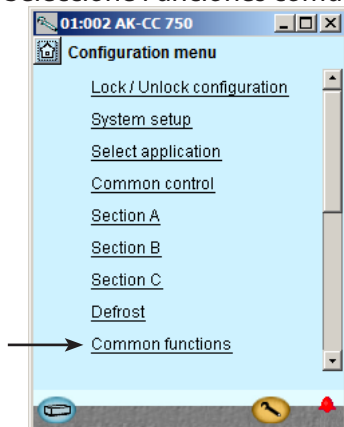 01:002 AK-CC 750
Configuration menu
Lock / Unlock configuration
System setup
Select application
Common control
Section A
Section B
Section C
Defrost
Common functions